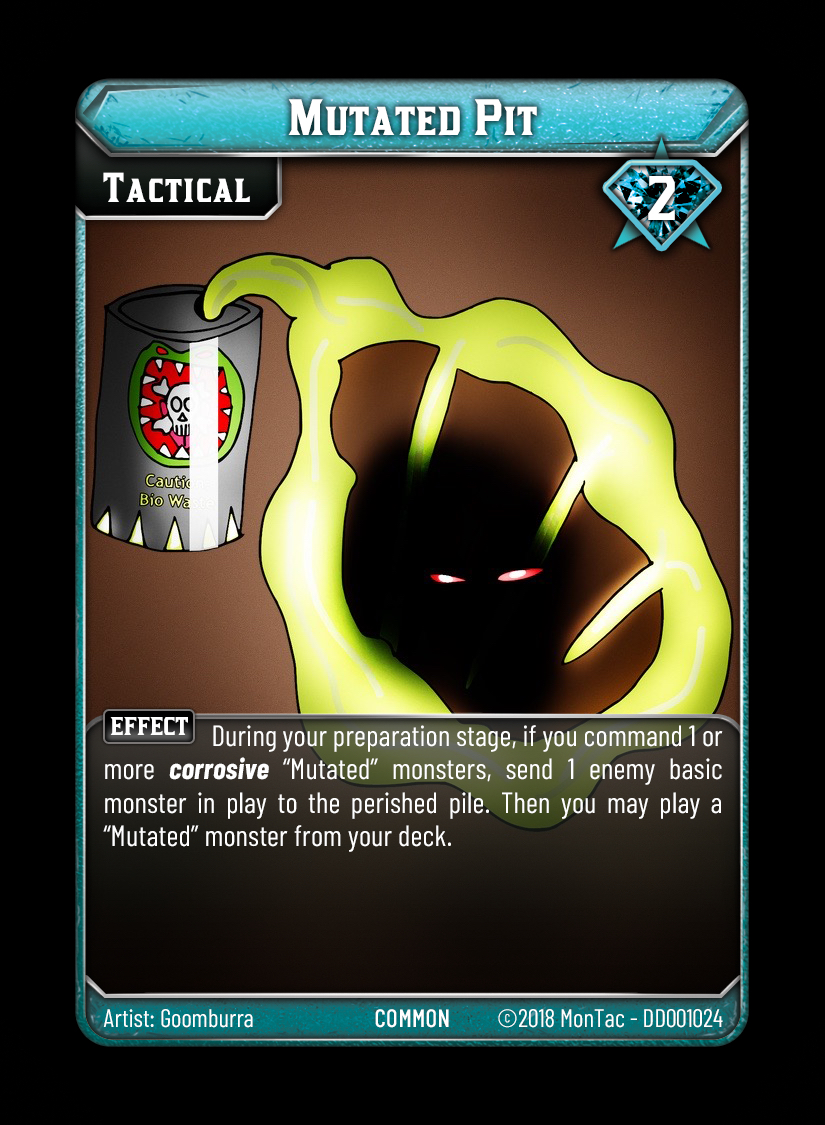 Mutated Pit
Tactical
2
Bio
EFFECT During your preparation stage, if you command 1 or
more corrosive “Mutated” monsters, send 1 enemy basic
monster in play to the perished pile. Then you may play a
“Mutated” monster from your deck.
Artist: Goomburra COMMON ©2018 MonTac - DD001024